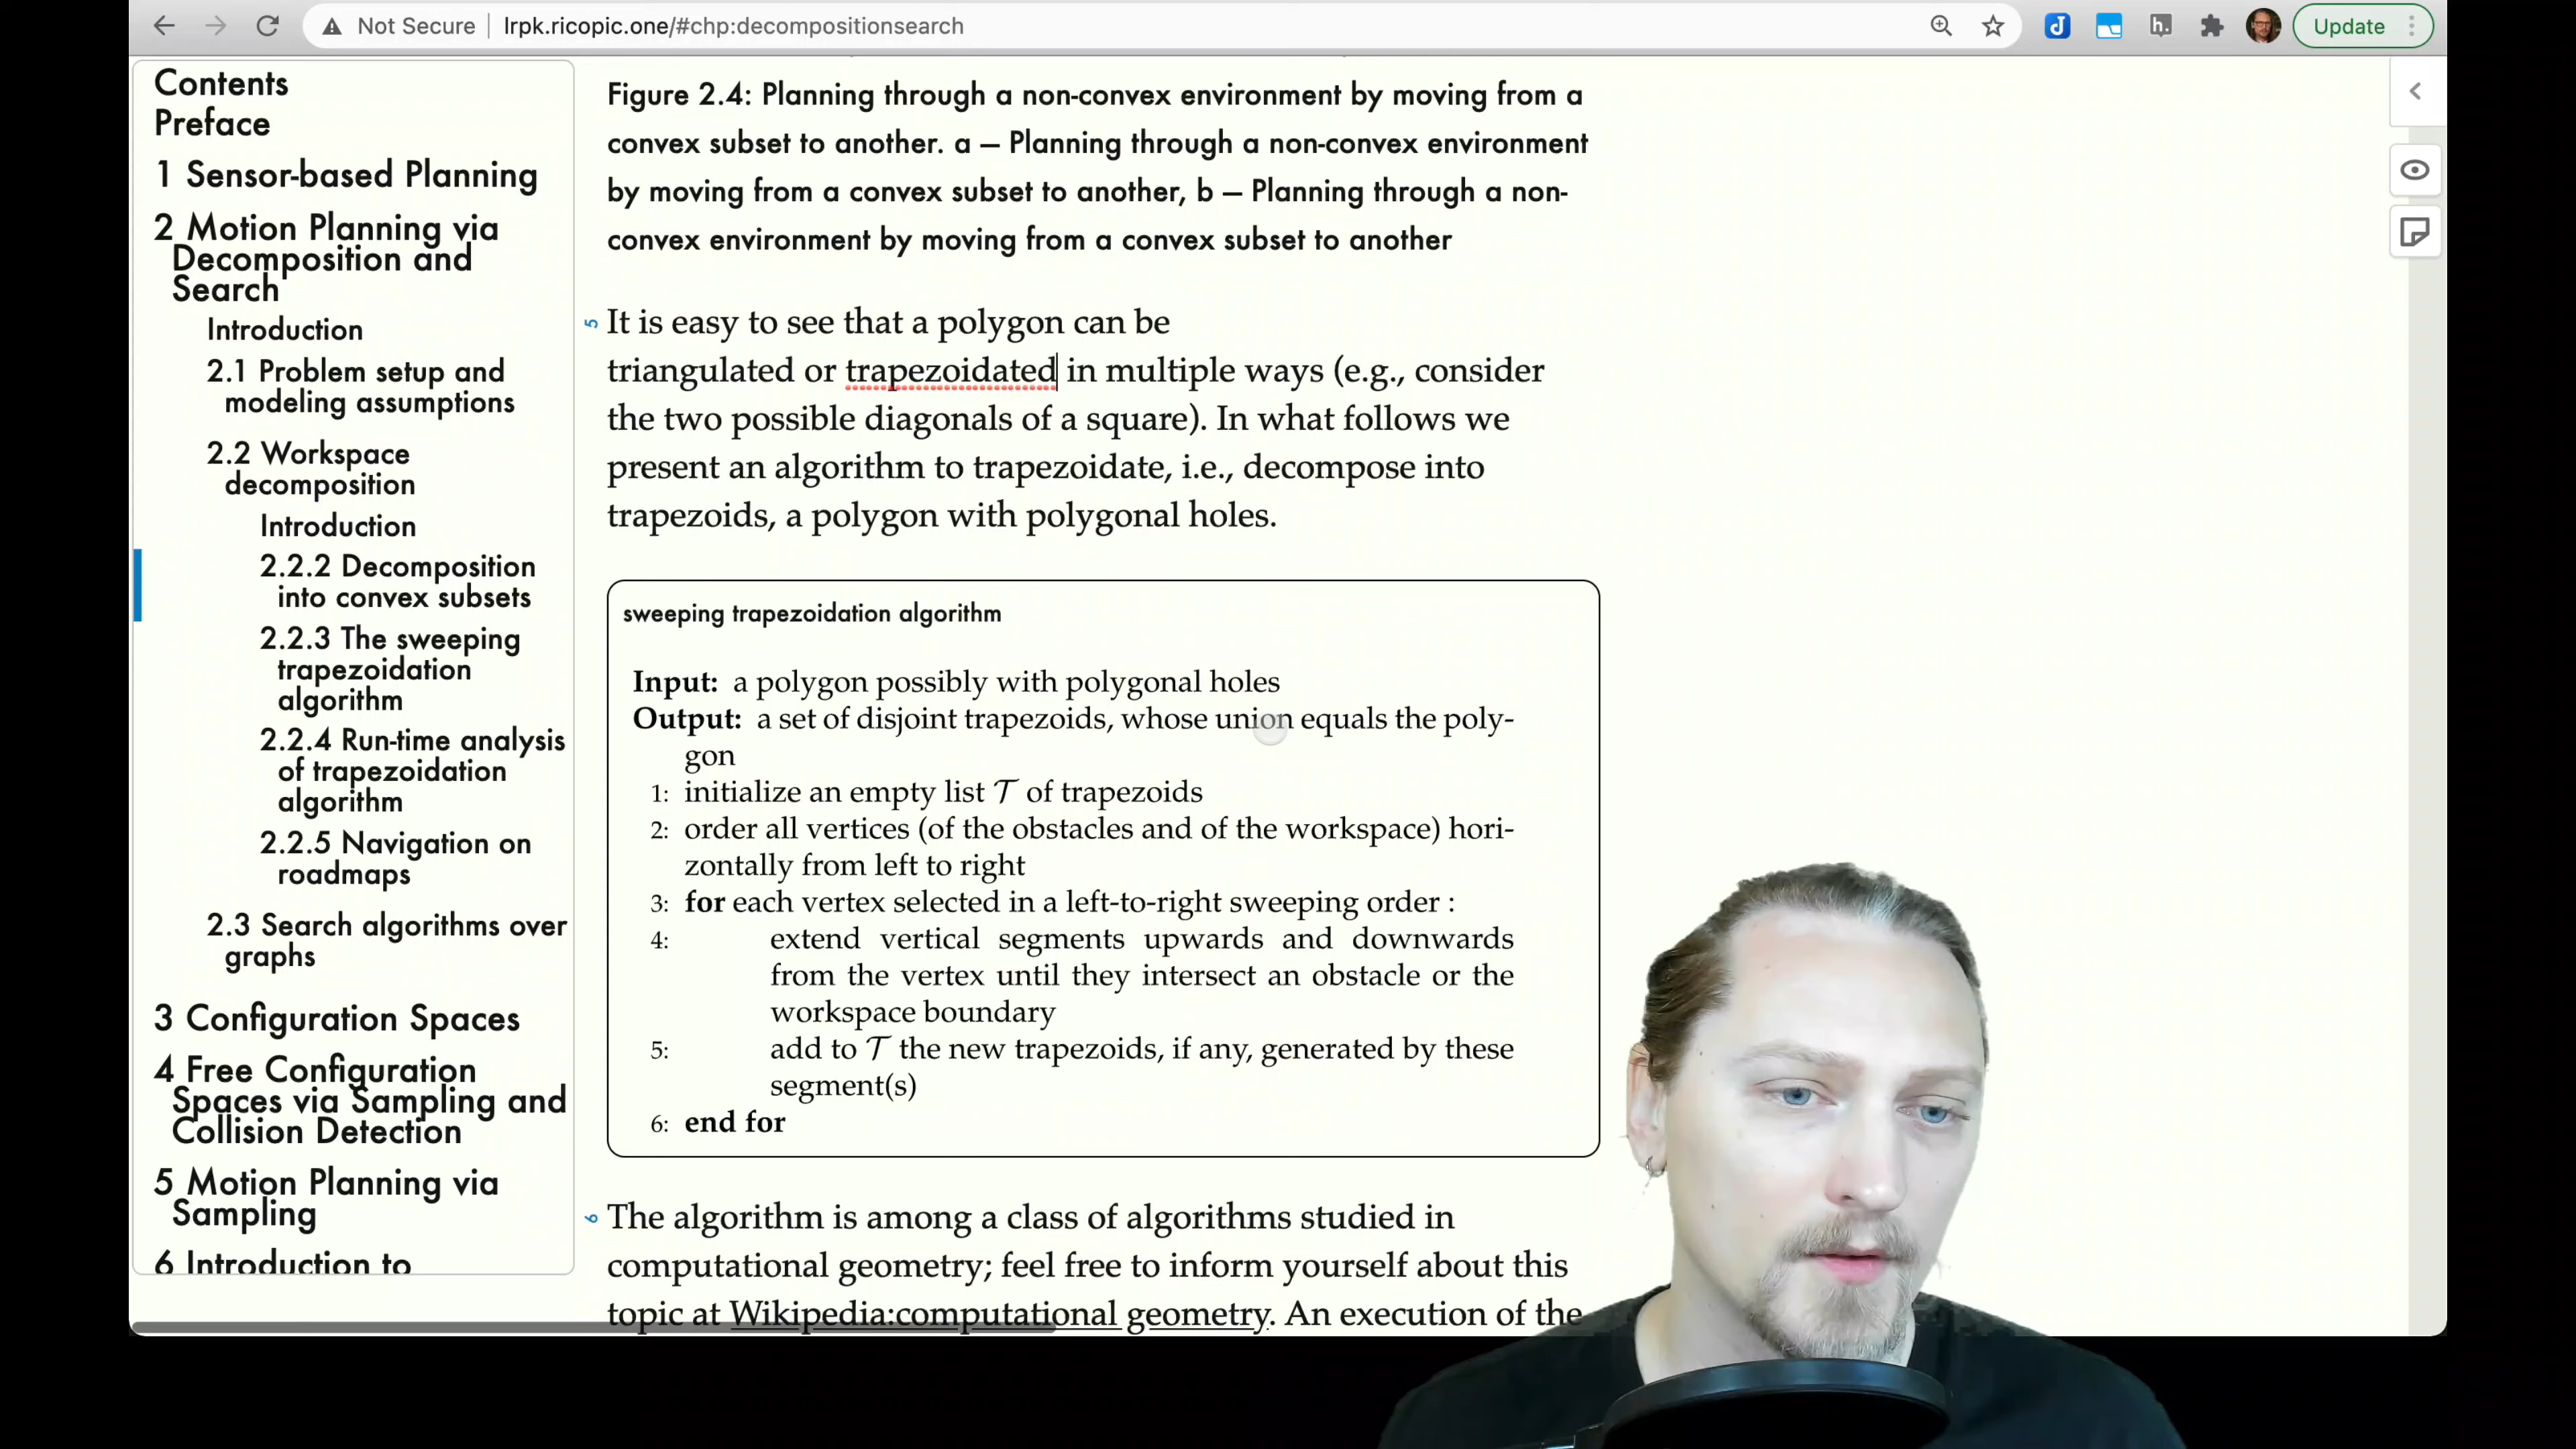 Not Secure
lrpk.ricopic.one/#chp:decompositionsearch
Update
Contents
Preface
1 Sensor-based Planning
2 Motion Planning via
Decomposition and
Search
Introduction
2.1 Problem setup and
modeling assumptions
2.2 Workspace
decomposition
Introduction
2.2.2 Decomposition
into convex subsets
2.2.3 The sweeping
trapezoidation
algorithm
2.2.4 Run-time analysis
of trapezoidation
algorithm
2.2.5 Navigation on
roadmaps
2.3 Search algorithms over
graphs
3 Configuration Spaces
4 Free Configuration
Spaces via Sampling and
Collision Detection
5 Motion Planning via
Sampling
6 Introduction to
Figure 2.4: Planning through a non-convex environment by moving from a
convex subset to another. a — Planning through a non-convex environment
by moving from a convex subset to another, b — Planning through a non-
convex environment by moving from a convex subset to another
5 It is easy to see that a polygon can be
triangulated or trapezoidated in multiple ways (e.g., consider
the two possible diagonals of a square). In what follows we
present an algorithm to trapezoidate, i.e., decompose into
trapezoids, a polygon with polygonal holes.
sweeping trapezoidation algorithm
Input: a polygon possibly with polygonal holes
Output: a set of disjoint trapezoids, whose union equals the poly-
gon
1: initialize an empty list 𝒯 of trapezoids
2: order all vertices (of the obstacles and of the workspace) hori-
zontally from left to right
3: for each vertex selected in a left-to-right sweeping order :
4: extend vertical segments upwards and downwards
from the vertex until they intersect an obstacle or the
workspace boundary
5: add to 𝒯 the new trapezoids, if any, generated by these
segment(s)
6: end for
6 The algorithm is among a class of algorithms studied in
computational geometry; feel free to inform yourself about this
topic at Wikipedia:computational geometry. An execution of the